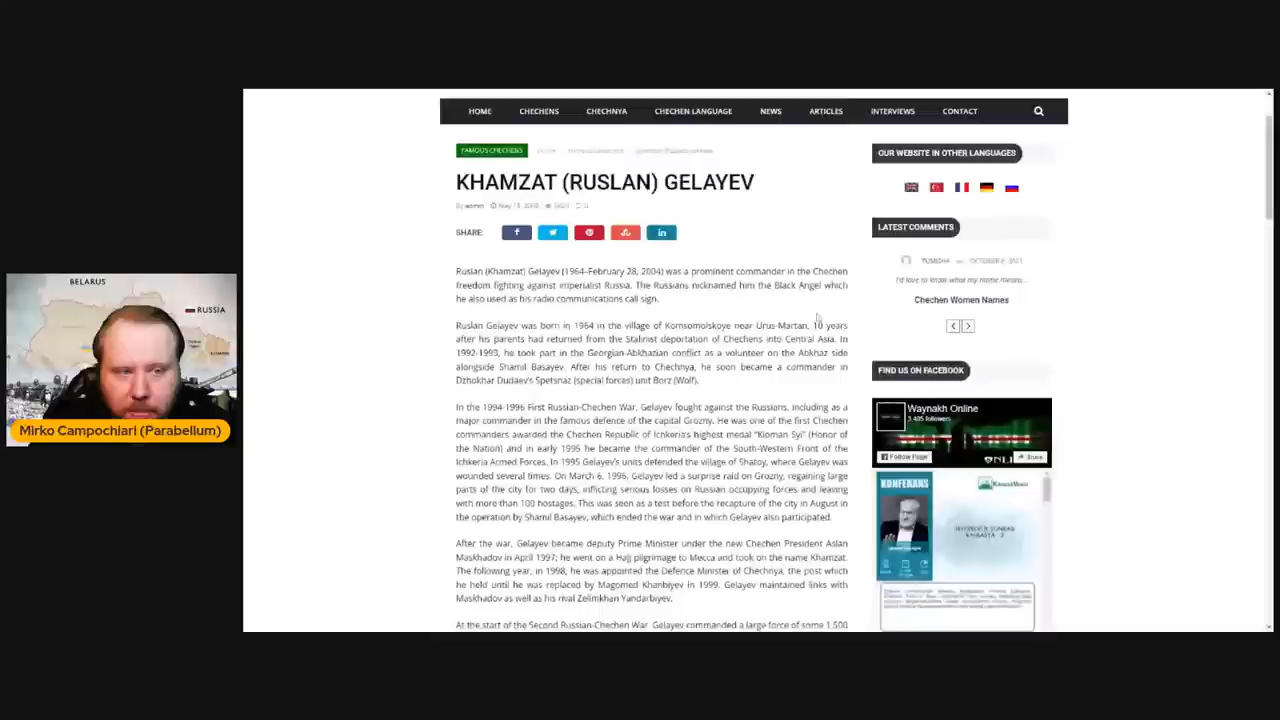 HOME CHECHENS CHECHNYA CHECHEN LANGUAGE NEWS ARTICLES INTERVIEWS CONTACT
FAMOUS CHECHENS
KHAMZAT (RUSLAN) GELAYEV
By admin
SHARE:
Ruslan (Khamzat) Gelayev (1964-February 28, 2004) was a prominent commander in the Chechen
freedom fighting against imperialist Russia. The Russians nicknamed him the Black Angel which
he also used as his radio communications call sign.
Ruslan Gelayev was born in 1964 in the village of Komsomolskoye near Urus-Martan, 10 years
after his parents had returned from the Stalinist deportation of Chechens into Central Asia. In
1992-1993, he took part in the Georgian-Abkhazian conflict as a volunteer on the Abkhaz side
alongside Shamil Basayev. After his return to Chechnya, he soon became a commander in
Dzhokhar Dudaev's Spetsnaz (special forces) unit Borz (Wolf).
In the 1994-1996 First Russian-Chechen War, Gelayev fought against the Russians, including as a
major commander in the famous defence of the capital Grozny. He was one of the first Chechen
commanders awarded the Chechen Republic of Ichkeria's highest medal "Kioman Syi" (Honor of
the Nation) and in early 1995 he became the commander of the South-Western Front of the
Ichkeria Armed Forces. In 1995 Gelayev's units defended the village of Shatoy, where Gelayev was
wounded several times. On March 6, 1996, Gelayev led a surprise raid on Grozny, regaining large
parts of the city for two days, inflicting serious losses on Russian occupying forces and leaving
with more than 100 hostages. This was seen as a test before the recapture of the city in August in
the operation by Shamil Basayev, which ended the war and in which Gelayev also participated.
After the war, Gelayev became deputy Prime Minister under the new Chechen President Aslan
Maskhadov in April 1997; he went on a Hajj pilgrimage to Mecca and took on the name Khamzat.
The following year, in 1998, he was appointed the Defence Minister of Chechnya, the post which
he held until he was replaced by Magomed Khanbiyev in 1999. Gelayev maintained links with
Maskhadov as well as his rival Zelimkhan Yandarbiyev.
At the start of the Second Russian-Chechen War Gelayev commanded a large force of some 1,500
OUR WEBSITE IN OTHER LANGUAGES
LATEST COMMENTS
I'd love to know what my name means...
Chechen Women Names
FIND US ON FACEBOOK
Waynakh Online
3,405 followers
Follow Page Share
KONFERANS
BELARUS
RUSSIA
Mirko Campochiari (Parabellum)